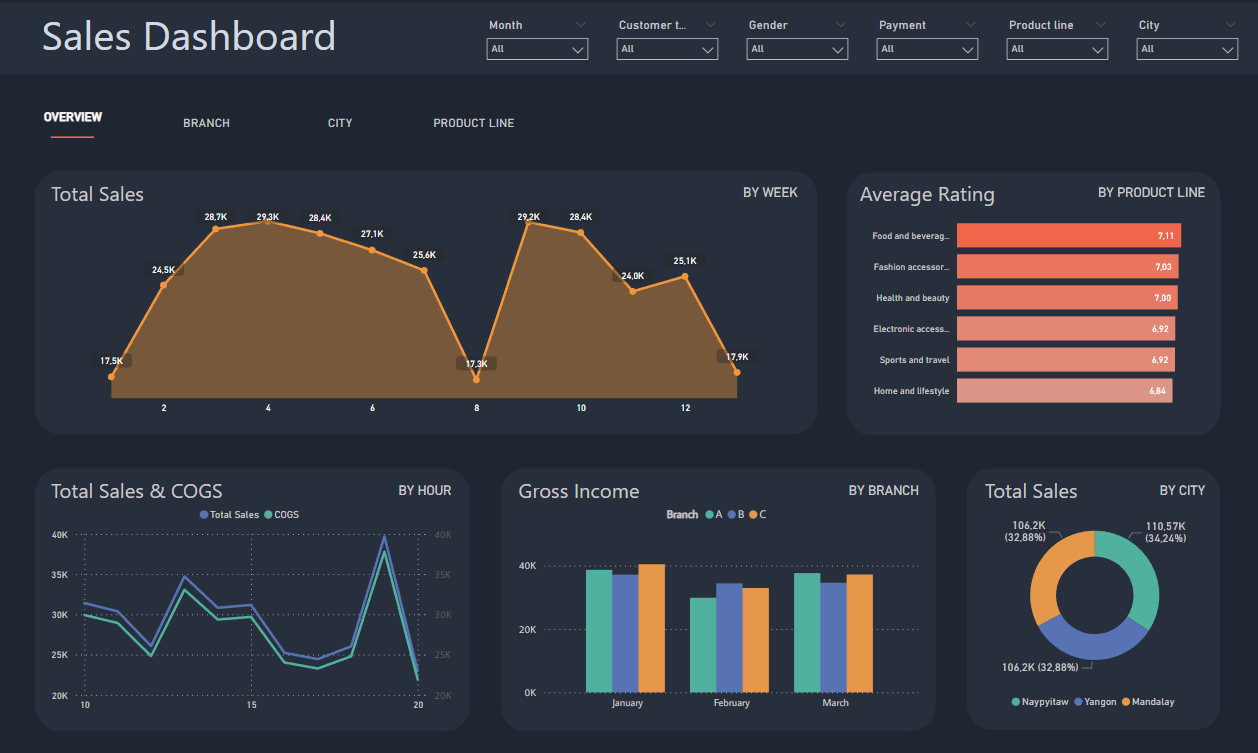 Sales Dashboard
Month
Customer t...
Gender
Payment
Product line
City
All
All
All
All
All
All
OVERVIEW
BRANCH
CITY
PRODUCT LINE
Total Sales
BY WEEK
17,5K
24,5K
28,7K
29,3K
28,4K
27,1K
25,6K
17,3K
29,2K
28,4K
24,0K
25,1K
17,9K
2
4
6
8
10
12
Average Rating
BY PRODUCT LINE
Food and beverag...
7,11
Fashion accessor...
7,03
Health and beauty
7,00
Electronic access...
6,92
Sports and travel
6,92
Home and lifestyle
6,84
Total Sales & COGS
BY HOUR
Total Sales
COGS
40K
40K
35K
35K
30K
30K
25K
25K
20K
20K
10
15
20
Gross Income
BY BRANCH
Branch
A
B
C
40K
20K
0K
January
February
March
Total Sales
BY CITY
106,2K
(32,88%)
110,57K
(34,24%)
106,2K (32,88%)
Naypyitaw
Yangon
Mandalay